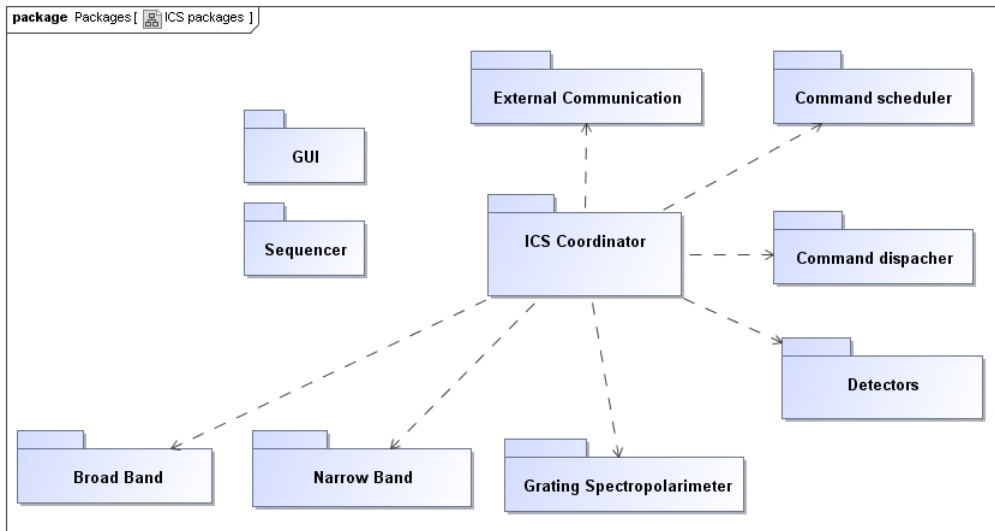 package Packages [ ICS packages ]
External Communication
Command scheduler
GUI
ICS Coordinator
Sequencer
Command dispacher
Detectors
Broad Band
Narrow Band
Grating Spectropolarimeter